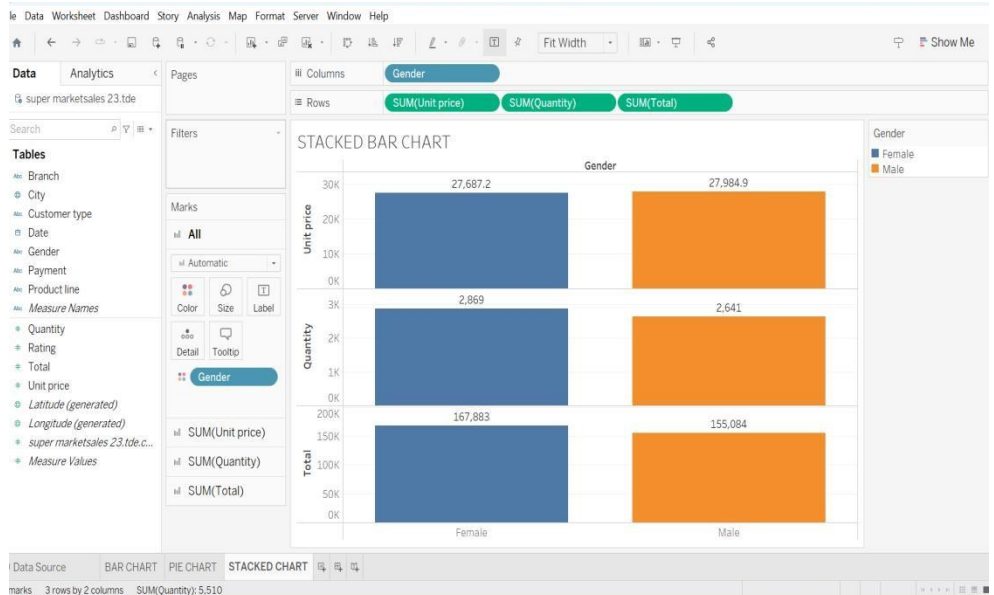 le Data Worksheet Dashboard Story Analysis Map Format Server Window Help
Fit Width
Show Me
Data Analytics
super marketsales 23.tde
Search
Tables
Abc Branch
City
Abc Customer type
Date
Abc Gender
Abc Payment
Abc Product line
Abc Measure Names
Quantity
Rating
Total
Unit price
Latitude (generated)
Longitude (generated)
super marketsales 23.tde.c...
Measure Values
Pages
Filters
Marks
All
Automatic
Color Size Label
Detail Tooltip
Gender
SUM(Unit price)
SUM(Quantity)
SUM(Total)
iii Columns Gender
Rows SUM(Unit price) SUM(Quantity) SUM(Total)
STACKED BAR CHART
Gender
Unit price
30K
20K
10K
0K
27,687.2 27,984.9
Quantity
3K
2K
1K
0K
2,869 2,641
Total
200K
150K
100K
50K
0K
167,883 155,084
Female Male
Gender
Female
Male
Data Source BAR CHART PIE CHART STACKED CHART
marks 3 rows by 2 columns SUM(Quantity): 5,510